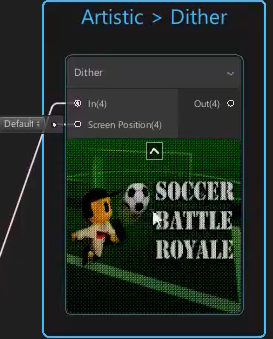 Artistic > Dither
Dither
In(4)
Out(4)
Default
Screen Position(4)
SOCCER
BATTLE
ROYALE